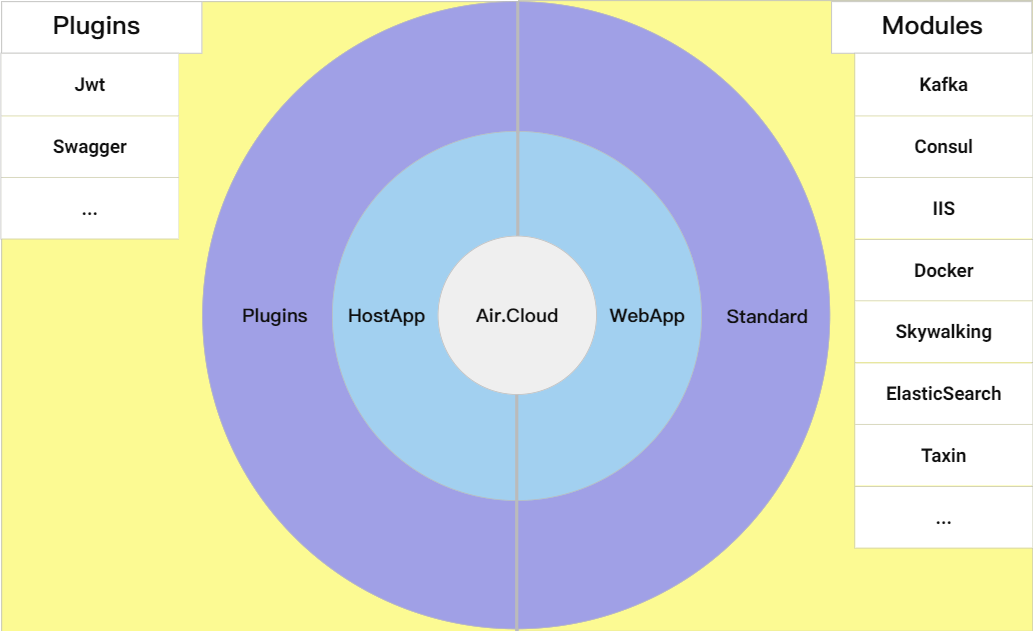 Plugins
Jwt
Swagger
...
Plugins
HostApp
Air.Cloud
WebApp
Standard
Modules
Kafka
Consul
IIS
Docker
Skywalking
ElasticSearch
Taxin
...